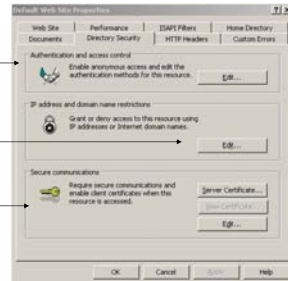 Default Web Site Properties
Web Site
Performance
ISAPI Filters
Home Directory
Documents
Directory Security
HTTP Headers
Custom Errors
Authentication and access control
Enable anonymous access and edit the
authentication methods for this resource.
Edit...
IP address and domain name restrictions
Grant or deny access to this resource using
IP addresses or Internet domain names.
Edit...
Secure communications
Require secure communications and
enable client certificates when this
resource is accessed.
Server Certificate...
View Certificate...
Edit...
OK
Cancel
Apply
Help